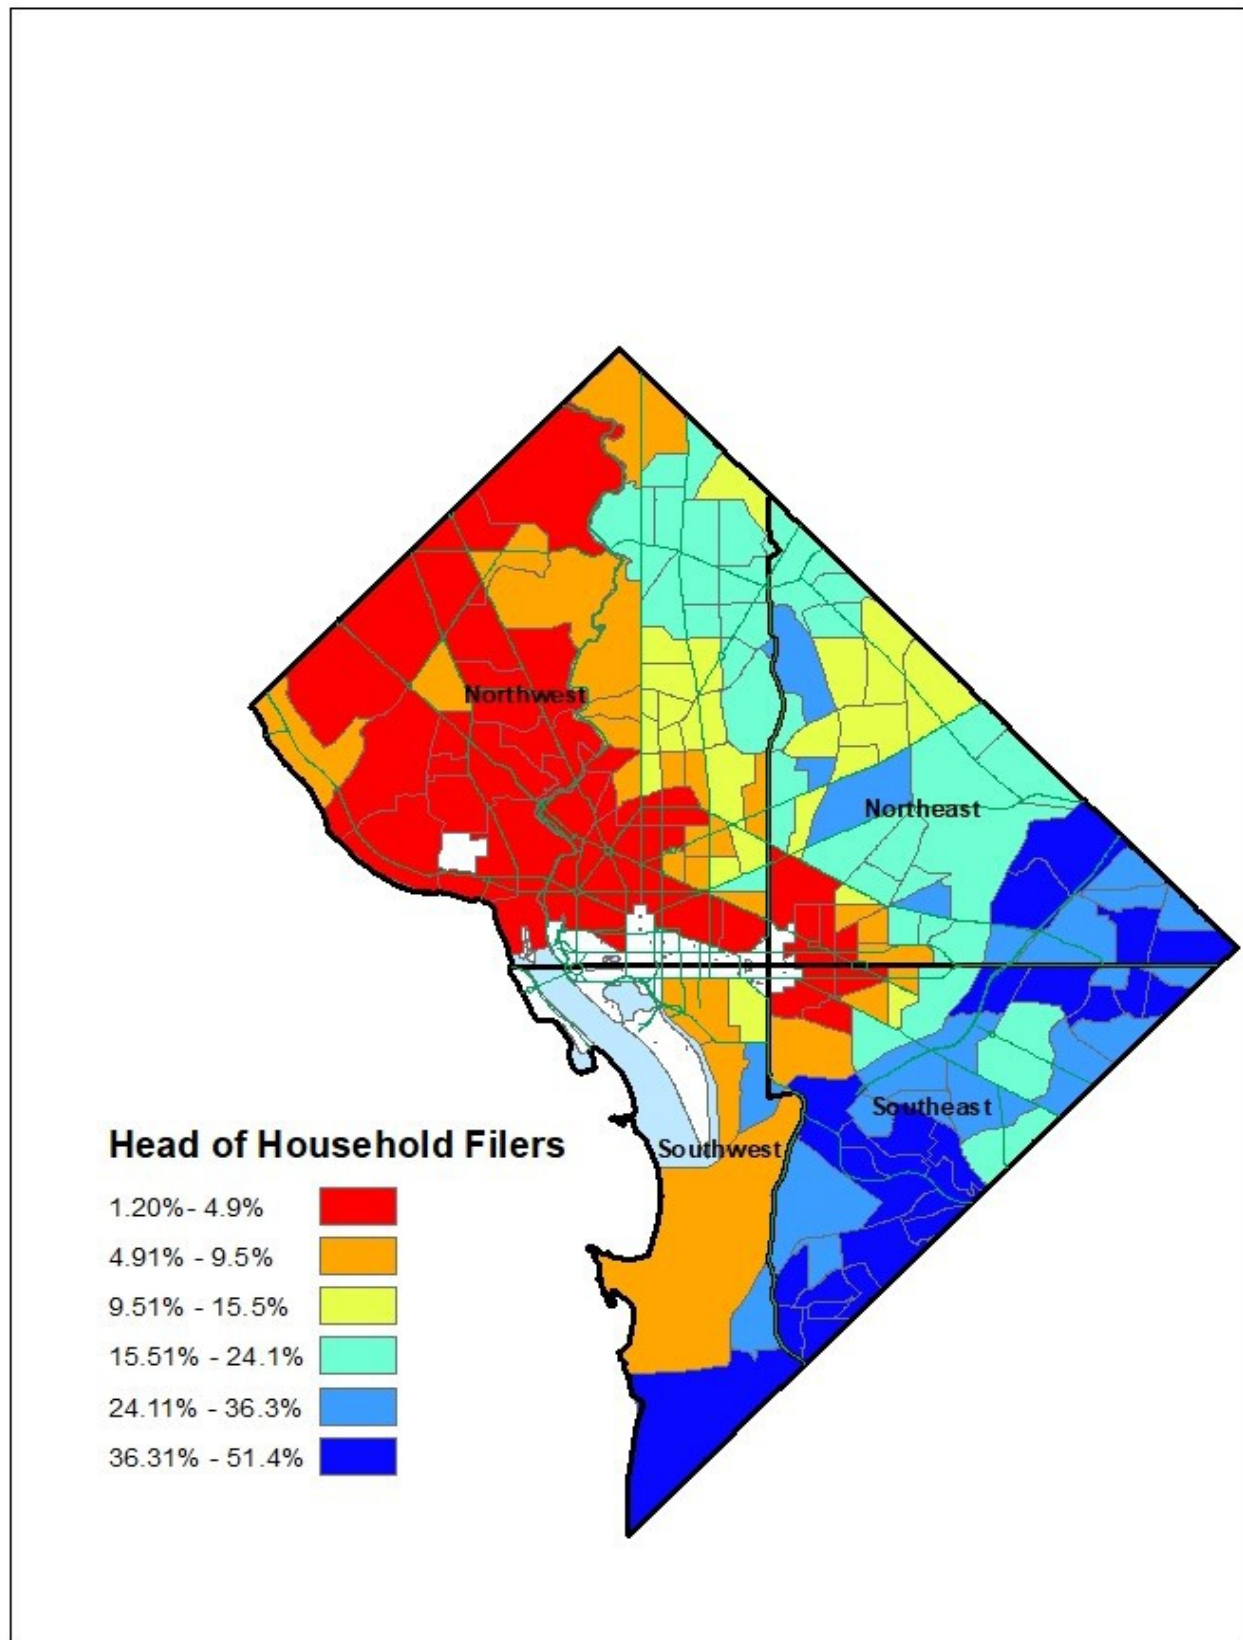 Northwest
Northeast
Southeast
Southwest
Head of Household Filers
1.20%- 4.9%
4.91% - 9.5%
9.51% - 15.5%
15.51% - 24.1%
24.11% - 36.3%
36.31% - 51.4%